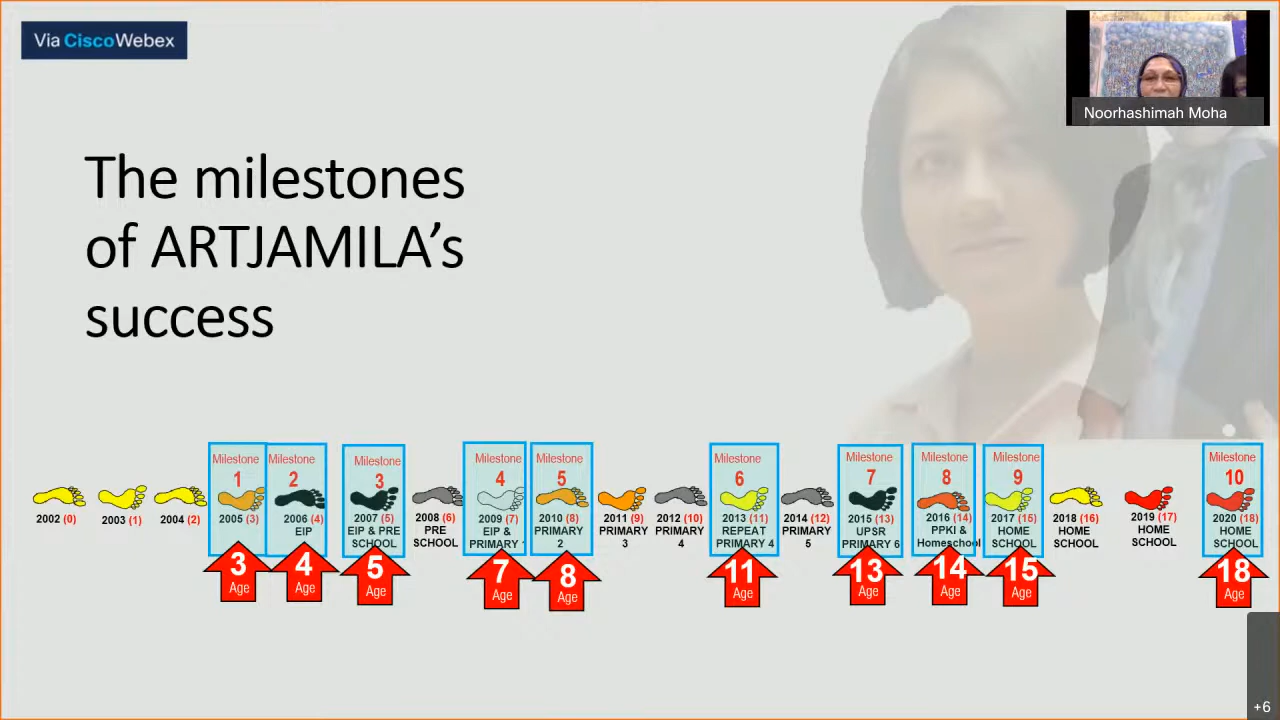 Via CiscoWebex
Noorhashimah Moha
The milestones
of ARTJAMILA's
success
Milestone
1
Milestone
2
Milestone
3
Milestone
4
Milestone
5
Milestone
6
Milestone
7
Milestone
8
Milestone
9
Milestone
10
2002 (0)
2003 (1)
2004 (2)
2005 (3)
2006 (4)
EIP
2007 (5)
EIP & PRE
SCHOOL
2008 (6)
PRE
SCHOOL
2009 (7)
EIP &
PRIMARY 1
2010 (8)
PRIMARY
2
2011 (9)
PRIMARY
3
2012 (10)
PRIMARY
4
2013 (11)
REPEAT
PRIMARY 4
2014 (12)
PRIMARY
5
2015 (13)
UPSR
PRIMARY 6
2016 (14)
PPKI &
Homeschool
2017 (15)
HOME
SCHOOL
2018 (16)
HOME
SCHOOL
2019 (17)
HOME
SCHOOL
2020 (18)
HOME
SCHOOL
3
Age
4
Age
5
Age
7
Age
8
Age
11
Age
13
Age
14
Age
15
Age
18
Age
+6